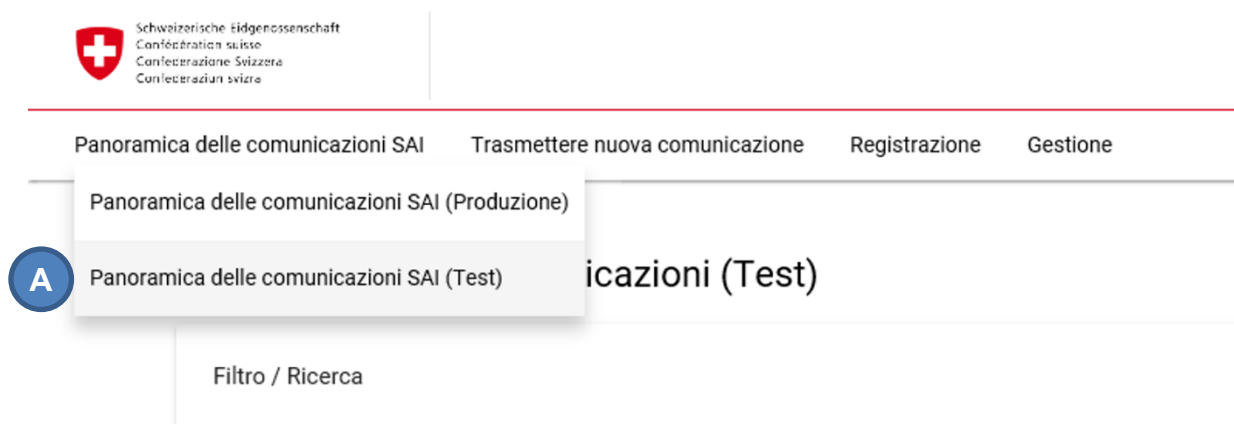 Schweizerische Eidgenossenschaft
Confédération suisse
Confederazione Svizzera
Confederaziun svizra
Panoramica delle comunicazioni SAI Trasmettere nuova comunicazione Registrazione Gestione
Panoramica delle comunicazioni SAI (Produzione)
A Panoramica delle comunicazioni SAI (Test)
icazioni (Test)
Filtro / Ricerca